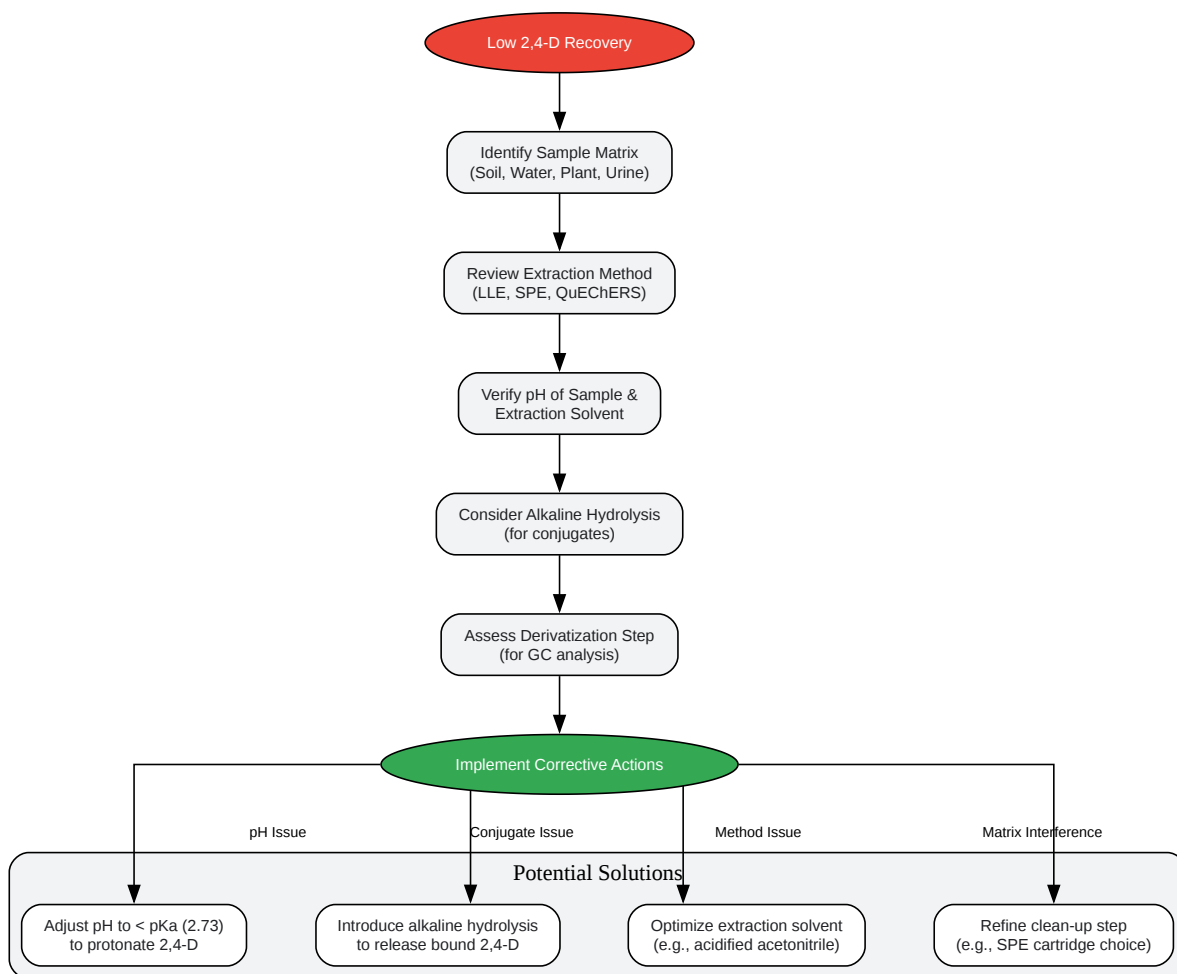 Low 2,4-D Recovery
Identify Sample Matrix
(Soil, Water, Plant, Urine)
Review Extraction Method
(LLE, SPE, QuEChERS)
Verify pH of Sample &
Extraction Solvent
Consider Alkaline Hydrolysis
(for conjugates)
Assess Derivatization Step
(for GC analysis)
Implement Corrective Actions
pH Issue
Conjugate Issue
Method Issue
Matrix Interference
Potential Solutions
Adjust pH to < pKa (2.73)
to protonate 2,4-D
Introduce alkaline hydrolysis
to release bound 2,4-D
Optimize extraction solvent
(e.g., acidified acetonitrile)
Refine clean-up step
(e.g., SPE cartridge choice)